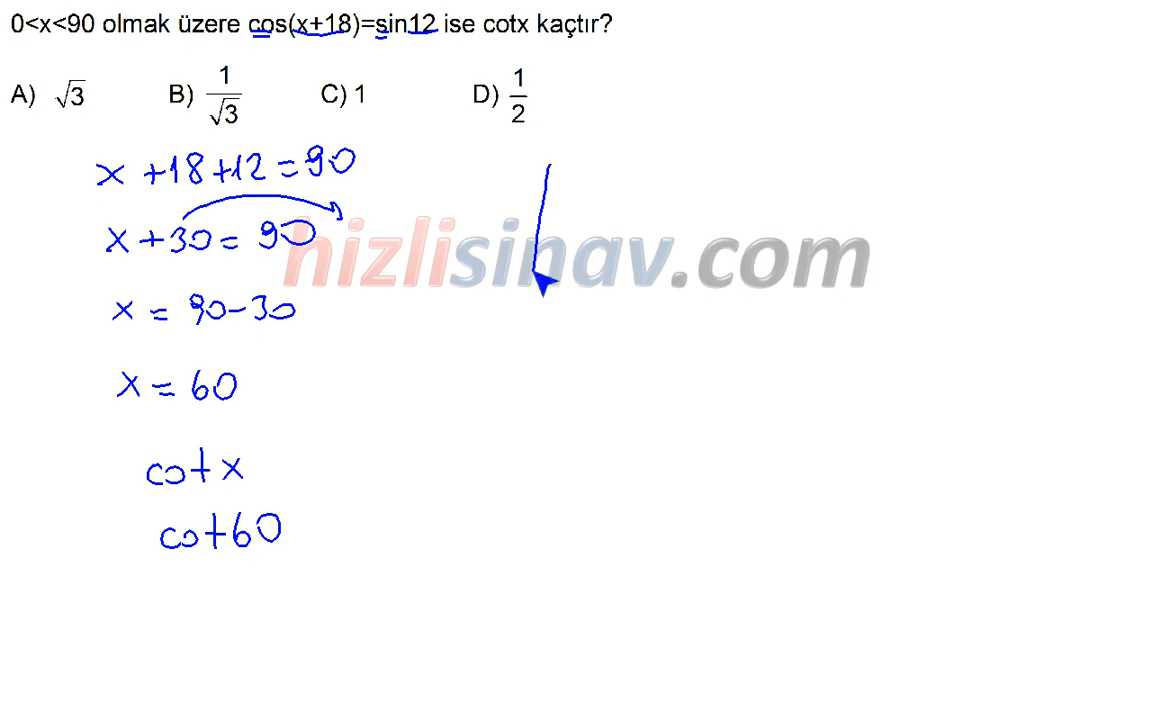 0<x<90 olmak üzere cos(x+18)=sin12 ise cotx kaçtır?
A) √3 B) 1/√3 C) 1 D) 1/2
x +18+12 = 90
x + 30 = 90
hizlisinav.com
x = 90-30
x = 60
cot x
cot60